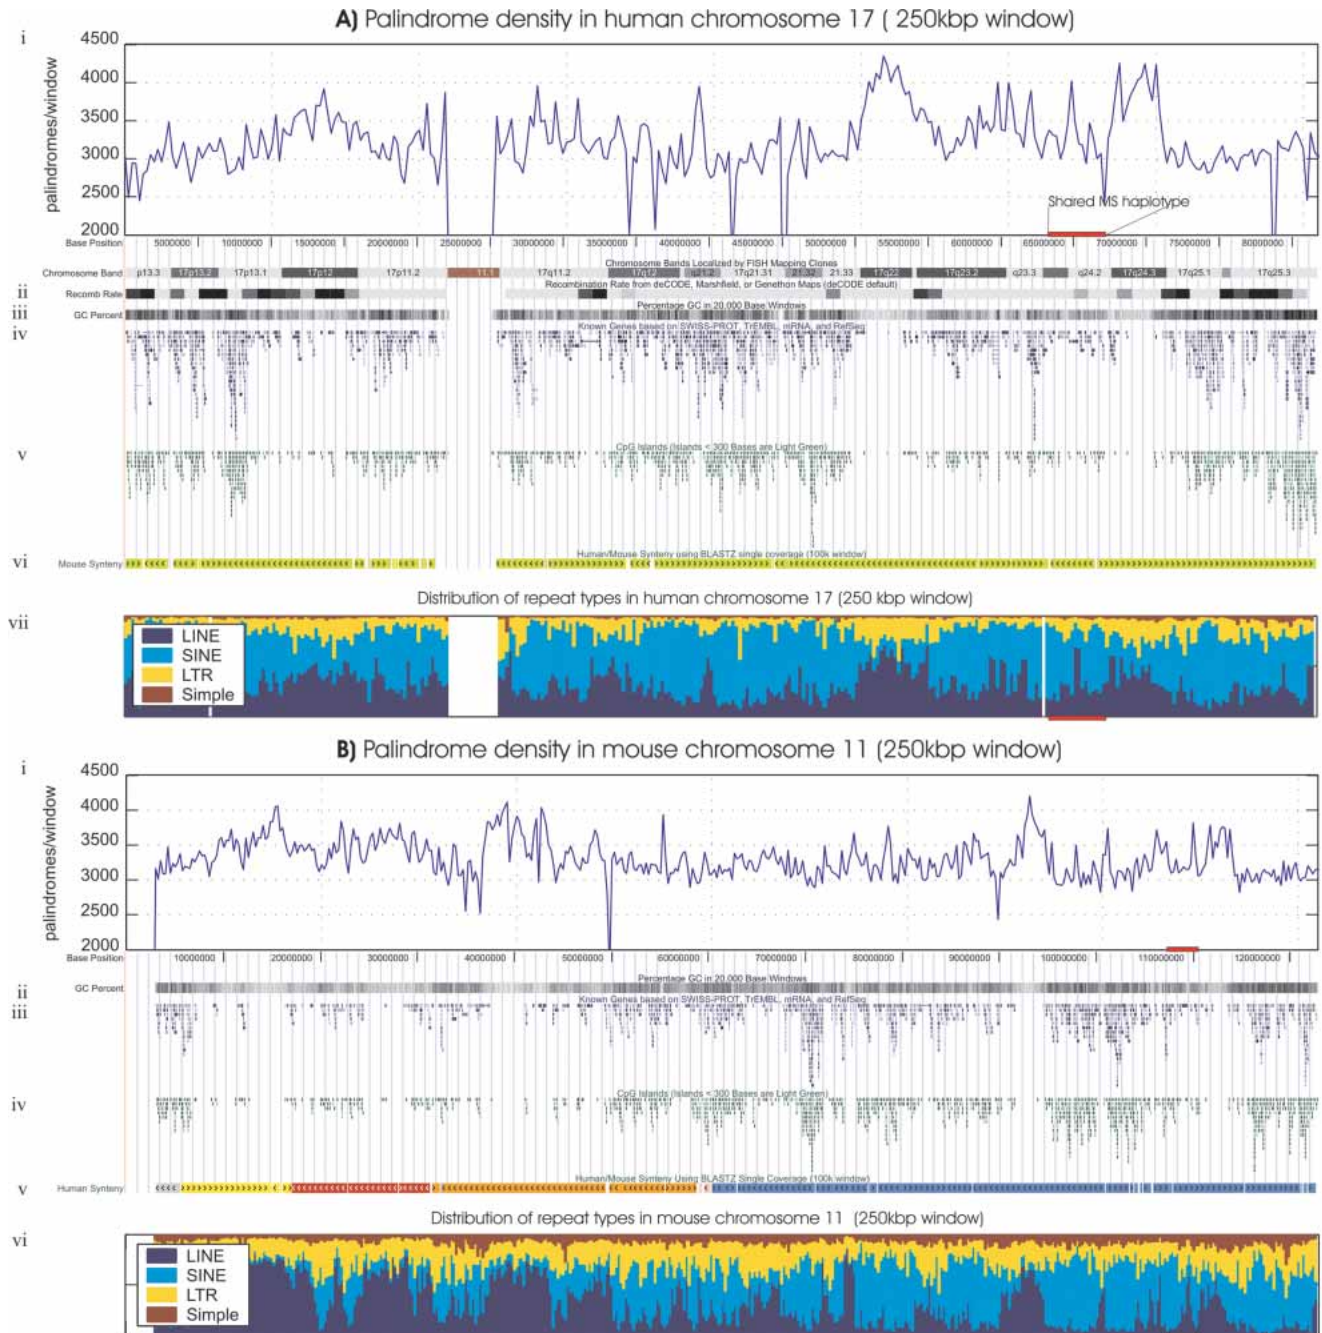 A) Palindrome density in human chromosome 17 ( 250kbp window)
i
4500
4000
3500
3000
2500
2000
palindromes/window
Shared MS haplotype
Base Position 5000000 10000000 15000000 20000000 25000000 30000000 35000000 40000000 45000000 50000000 55000000 60000000 65000000 70000000 75000000 80000000
Chromosome Bands Localized by FISH Mapping Clones
Chromosome Band p13.3 17p13.2 17p13.1 17p12 17p11.2 11.1 17q11.2 17q12 q21.2 17q21.31 21.32 21.33 17q22 17q23.2 q23.3 q24.2 17q24.3 17q25.1 17q25.3
Recombination Rate from deCODE, Marshfield, or Genethon Maps (deCODE default)
ii Recomb Rate
Percentage GC in 20,000 Base Windows
iii GC Percent
iv Known Genes based on SWISS-PROT, TrEMBL, mRNA, and RefSeq
v CpG Islands (Islands < 300 Bases are Light Green)
Human/Mouse Synteny using BLASTZ single coverage (100k window)
vi Mouse Synteny
Distribution of repeat types in human chromosome 17 (250 kbp window)
vii
LINE
SINE
LTR
Simple
B) Palindrome density in mouse chromosome 11 (250kbp window)
i
4500
4000
3500
3000
2500
2000
palindromes/window
Base Position 10000000 20000000 30000000 40000000 50000000 60000000 70000000 80000000 90000000 100000000 110000000 120000000
Percentage GC in 20,000 Base Windows
ii GC Percent
iii Known Genes based on SWISS-PROT, TrEMBL, mRNA, and RefSeq
iv CpG Islands (Islands < 300 Bases are Light Green)
Human/Mouse Synteny Using BLASTZ Single Coverage (100k window)
v Human Synteny
Distribution of repeat types in mouse chromosome 11 (250kbp window)
vi
LINE
SINE
LTR
Simple